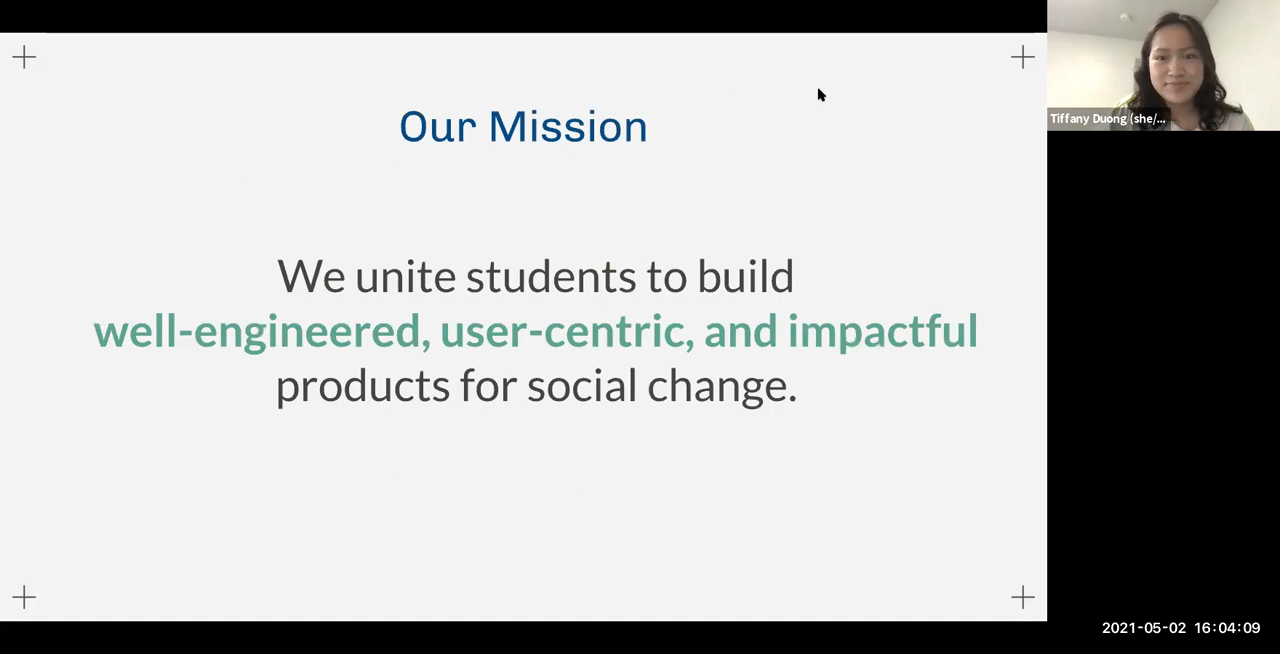 Our Mission
We unite students to build
well-engineered, user-centric, and impactful
products for social change.
Tiffany Duong (she/...
2021-05-02 16:04:09